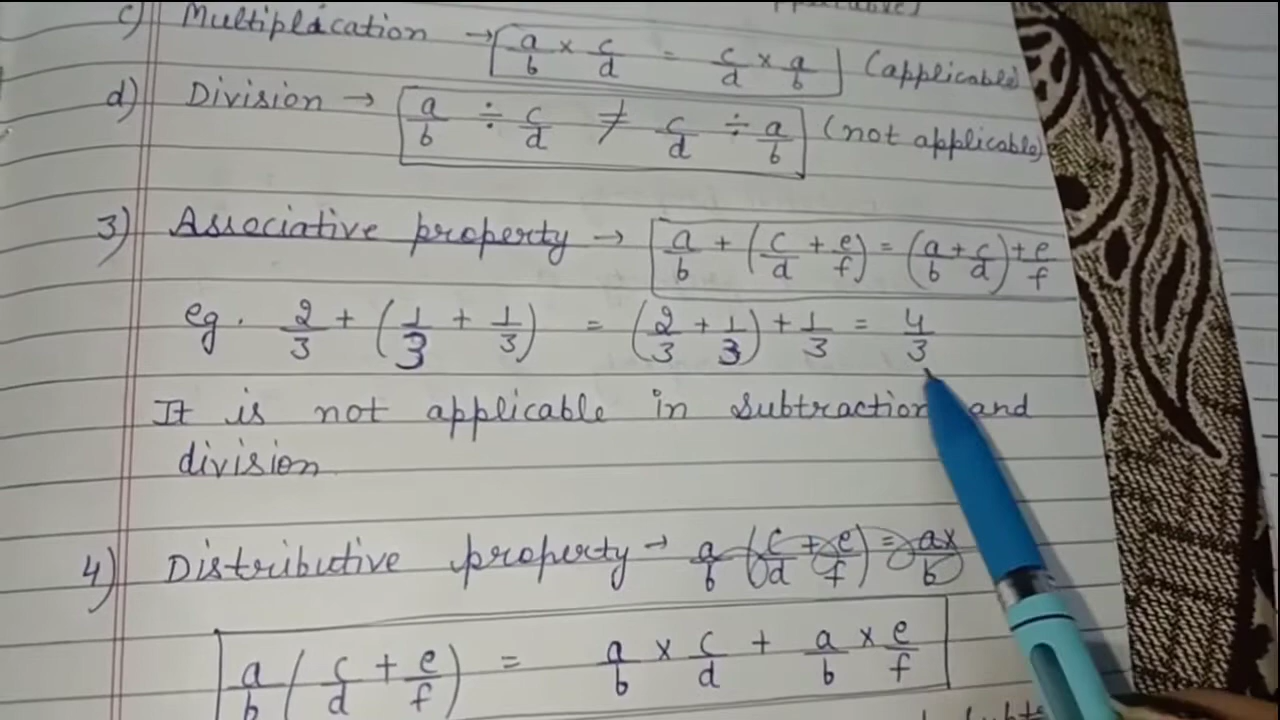 c) Multiplication → a/b × c/d = c/d × a/b (applicable)
d) Division → a/b ÷ c/d ≠ c/d ÷ a/b (not applicable)
3) Associative property → a/b + (c/d + e/f) = (a/b + c/d) + e/f
eg. 2/3 + (1/3 + 1/3) = (2/3 + 1/3) + 1/3 = 4/3
It is not applicable in subtraction and
division
4) Distributive property → a/b (c/d + e/f) = ax/b
a/b (c/d + e/f) = a/b × c/d + a/b × e/f